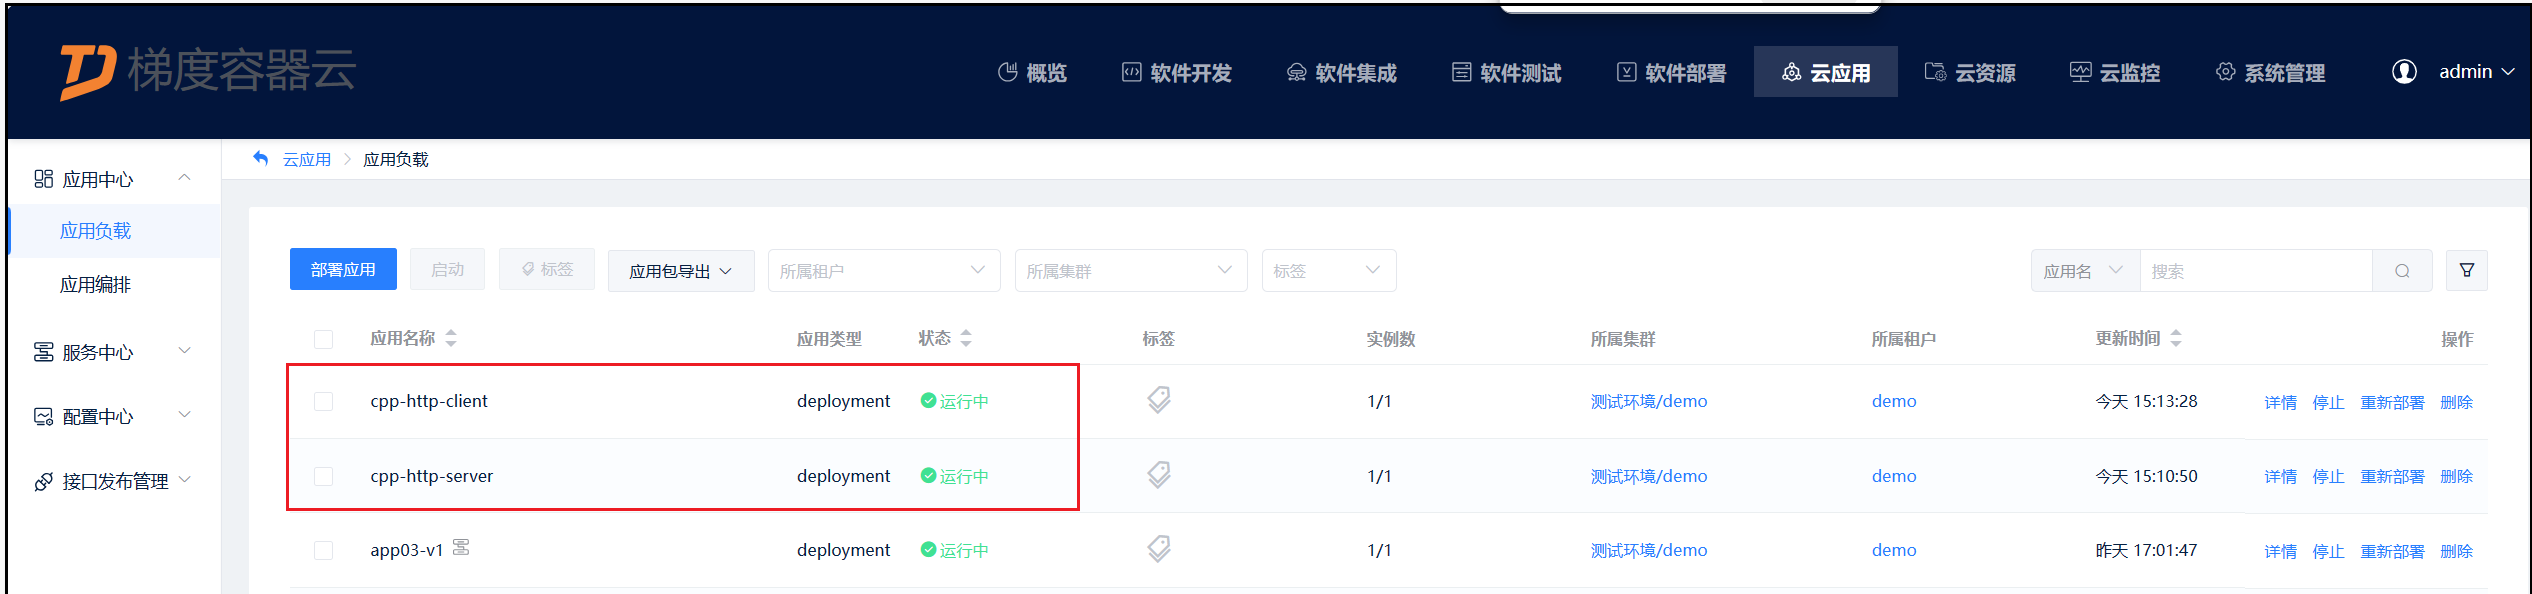 梯度容器云
概览 软件开发 软件集成 软件测试 软件部署 云应用 云资源 云监控 系统管理 admin
云应用 > 应用负载
应用中心
应用负载
应用编排
服务中心
配置中心
接口发布管理
部署应用 启动 标签 应用包导出 所属租户 所属集群 标签 应用名 搜索
应用名称 应用类型 状态 标签 实例数 所属集群 所属租户 更新时间 操作
cpp-http-client deployment 运行中 1/1 测试环境/demo demo 今天 15:13:28 详情 停止 重新部署 删除
cpp-http-server deployment 运行中 1/1 测试环境/demo demo 今天 15:10:50 详情 停止 重新部署 删除
app03-v1 deployment 运行中 1/1 测试环境/demo demo 昨天 17:01:47 详情 停止 重新部署 删除